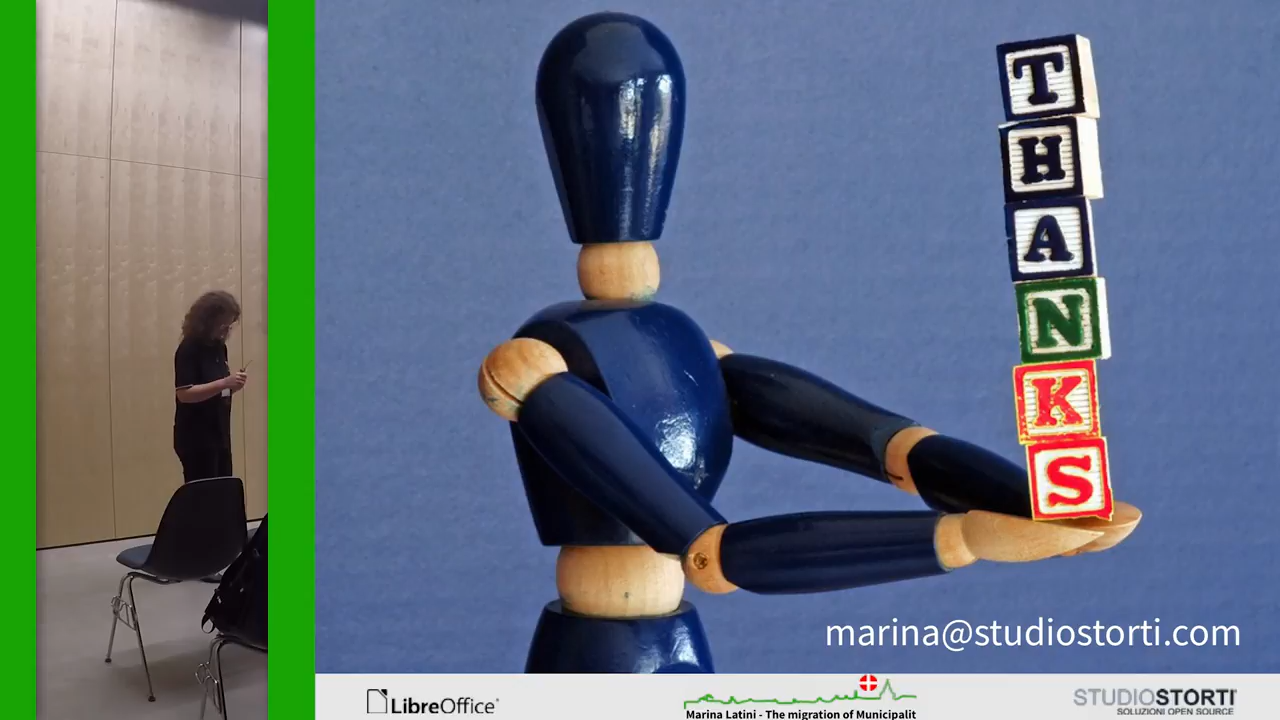 T
H
A
N
K
S
marina@studiostorti.com
LibreOffice®
Marina Latini - The migration of Municipalit
STUDIOSTORTI
SOLUZIONI OPEN SOURCE